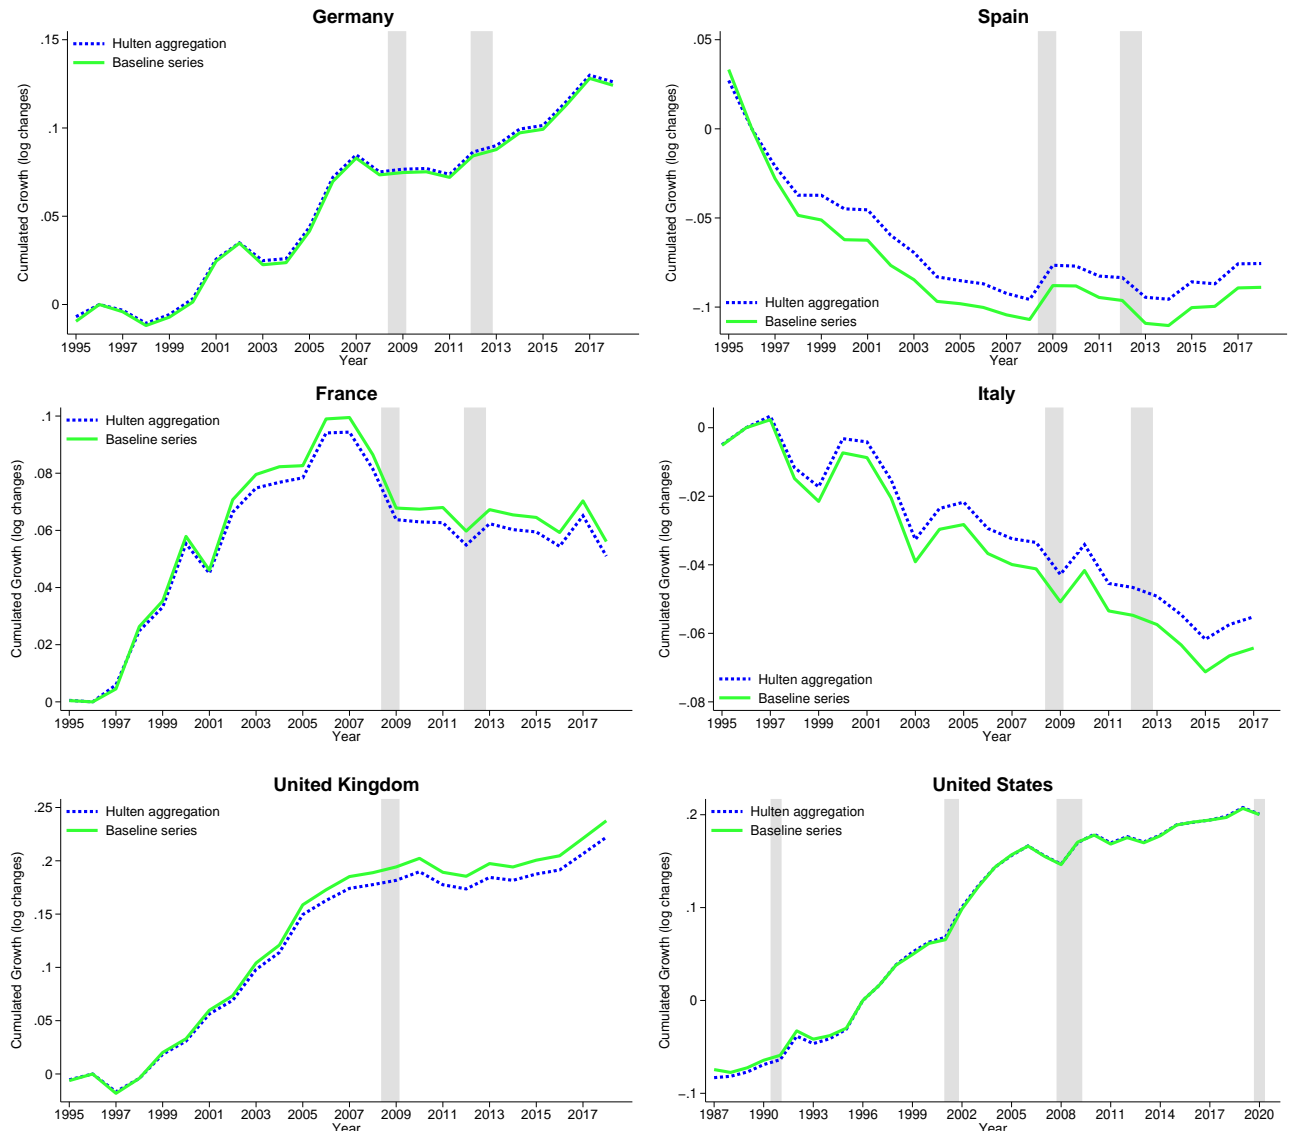 Germany
Cumulated Growth (log changes)
.15
.1
.05
0
Hulten aggregation
Baseline series
1995 1997 1999 2001 2003 2005 2007 2009 2011 2013 2015 2017
Year
Spain
Cumulated Growth (log changes)
.05
0
−.05
−.1
Hulten aggregation
Baseline series
1995 1997 1999 2001 2003 2005 2007 2009 2011 2013 2015 2017
Year
France
Cumulated Growth (log changes)
.1
.08
.06
.04
.02
0
Hulten aggregation
Baseline series
1995 1997 1999 2001 2003 2005 2007 2009 2011 2013 2015 2017
Year
Italy
Cumulated Growth (log changes)
0
−.02
−.04
−.06
−.08
Hulten aggregation
Baseline series
1995 1997 1999 2001 2003 2005 2007 2009 2011 2013 2015 2017
Year
United Kingdom
Cumulated Growth (log changes)
.25
.2
.15
.1
.05
0
Hulten aggregation
Baseline series
1995 1997 1999 2001 2003 2005 2007 2009 2011 2013 2015 2017
Year
United States
Cumulated Growth (log changes)
.2
.1
0
−.1
Hulten aggregation
Baseline series
1987 1990 1993 1996 1999 2002 2005 2008 2011 2014 2017 2020
Year